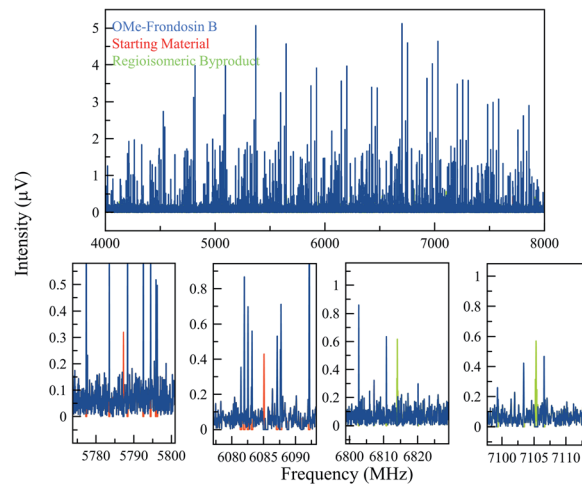 OMe-Frondosin B
Starting Material
Regioisomeric Byproduct
5
4
3
2
1
0
4000 5000 6000 7000 8000
Intensity (µV)
0.5
0.4
0.3
0.2
0.1
0
5780 5790 5800
0.8
0.6
0.4
0.2
0
6080 6085 6090
1
0.8
0.6
0.4
0.2
0
6800 6810 6820
1
0.8
0.6
0.4
0.2
0
7100 7105 7110
Frequency (MHz)